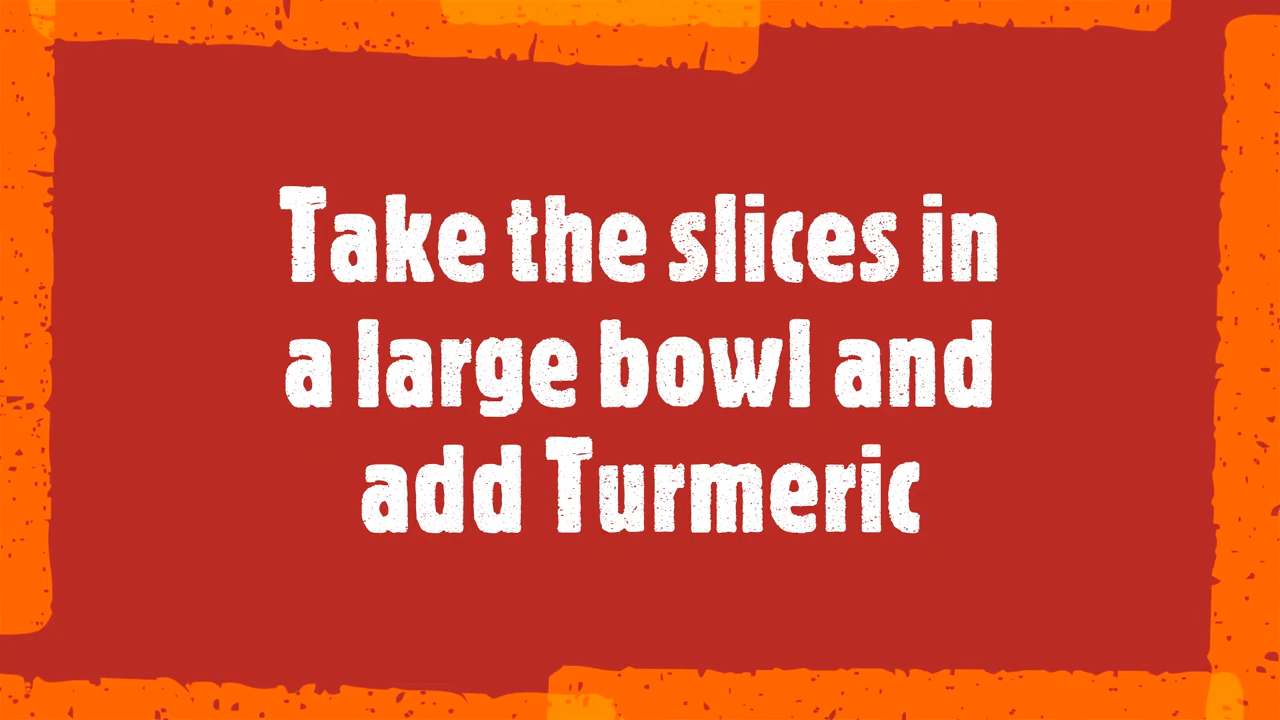 Take the slices in
a large bowl and
add Turmeric